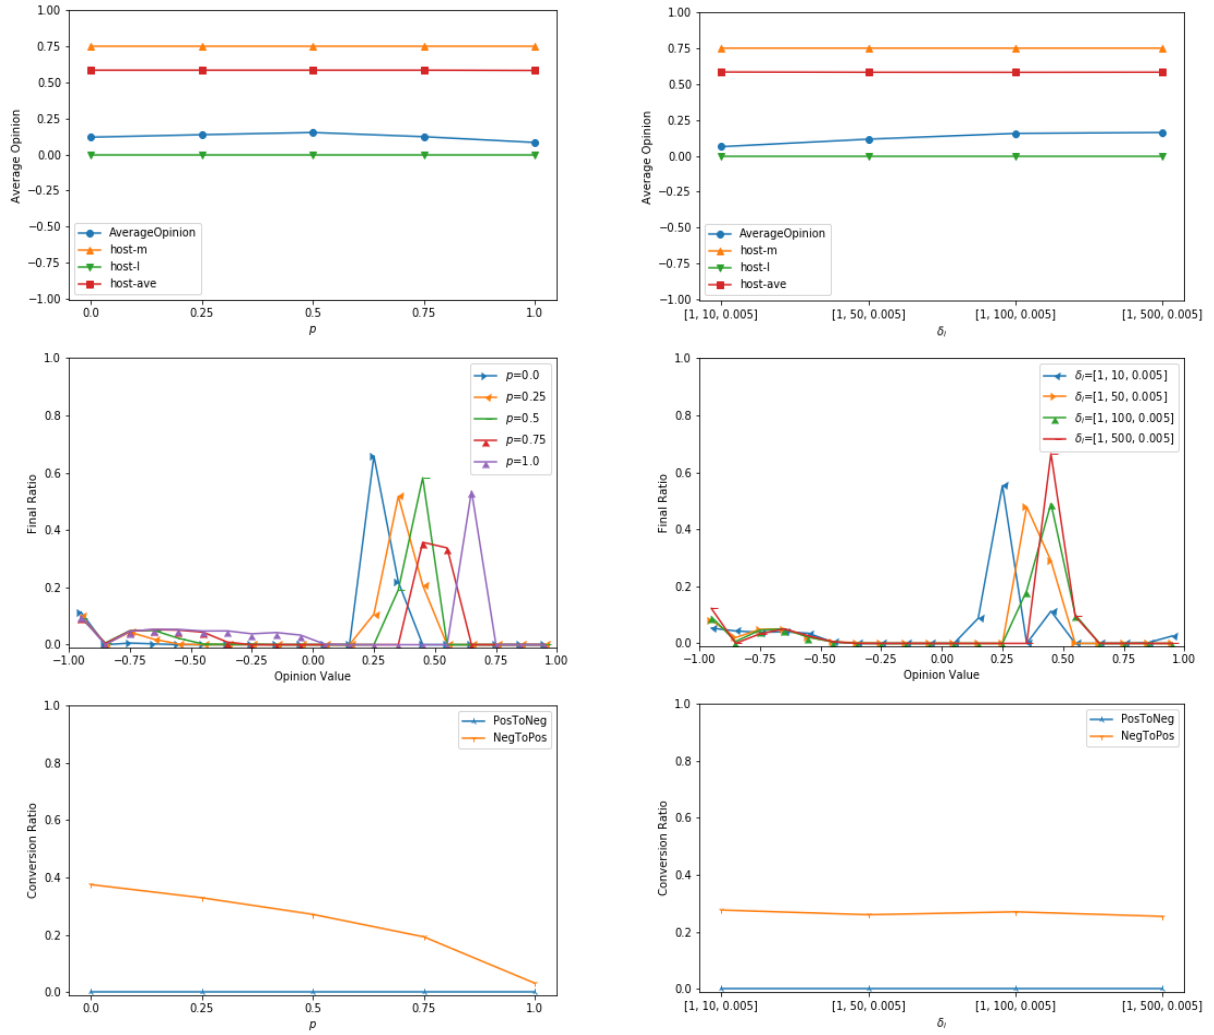 1.00
0.75
0.50
0.25
0.00
−0.25
−0.50
−0.75
−1.00
Average Opinion
AverageOpinion
host-m
host-l
host-ave
0.0 0.25 0.5 0.75 1.0
p
1.00
0.75
0.50
0.25
0.00
−0.25
−0.50
−0.75
−1.00
Average Opinion
AverageOpinion
host-m
host-l
host-ave
[1, 10, 0.005] [1, 50, 0.005] [1, 100, 0.005] [1, 500, 0.005]
δl
1.0
0.8
0.6
0.4
0.2
0.0
Final Ratio
p=0.0
p=0.25
p=0.5
p=0.75
p=1.0
−1.00 −0.75 −0.50 −0.25 0.00 0.25 0.50 0.75 1.00
Opinion Value
1.0
0.8
0.6
0.4
0.2
0.0
Final Ratio
δl=[1, 10, 0.005]
δl=[1, 50, 0.005]
δl=[1, 100, 0.005]
δl=[1, 500, 0.005]
−1.00 −0.75 −0.50 −0.25 0.00 0.25 0.50 0.75 1.00
Opinion Value
1.0
0.8
0.6
0.4
0.2
0.0
Conversion Ratio
PosToNeg
NegToPos
0.0 0.25 0.5 0.75 1.0
p
1.0
0.8
0.6
0.4
0.2
0.0
Conversion Ratio
PosToNeg
NegToPos
[1, 10, 0.005] [1, 50, 0.005] [1, 100, 0.005] [1, 500, 0.005]
δl